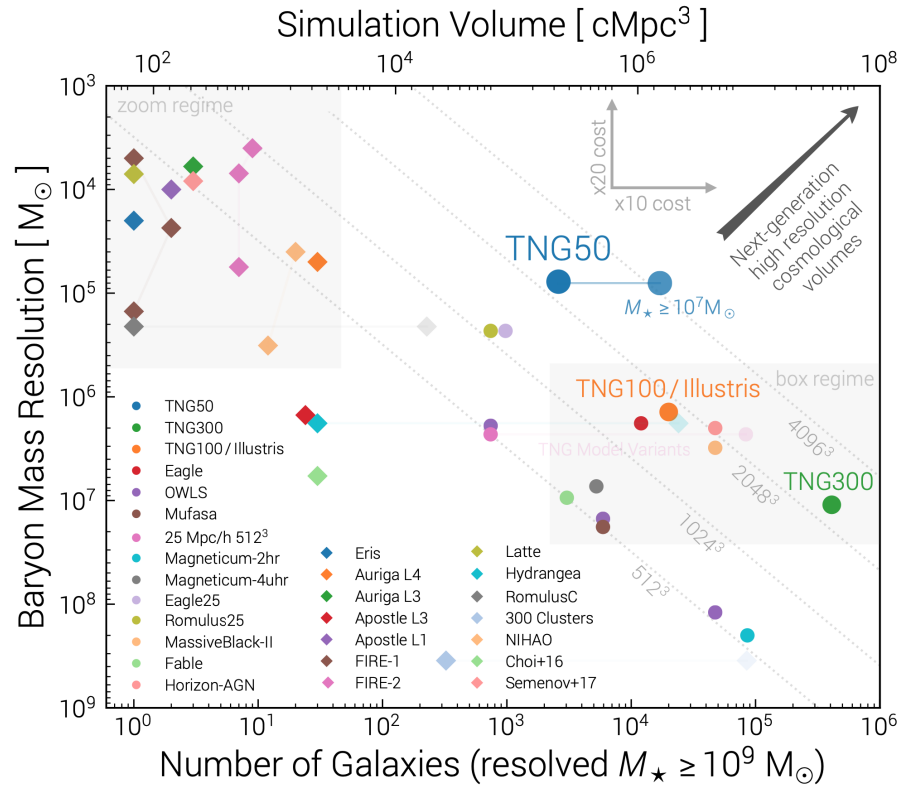 Simulation Volume [ cMpc³ ]
10² 10⁴ 10⁶ 10⁸
Baryon Mass Resolution [ M☉ ]
10³
10⁴
10⁵
10⁶
10⁷
10⁸
10⁹
zoom regime
x20 cost
x10 cost
Next-generation
high resolution
cosmological
volumes
TNG50
M★ ≥ 10⁷M☉
box regime
TNG100 / Illustris
TNG Model Variants
TNG300
4096³
2048³
1024³
512³
TNG50
TNG300
TNG100 / Illustris
Eagle
OWLS
Mufasa
25 Mpc/h 512³
Magneticum-2hr
Magneticum-4uhr
Eagle25
Romulus25
MassiveBlack-II
Fable
Horizon-AGN
Eris
Auriga L4
Auriga L3
Apostle L3
Apostle L1
FIRE-1
FIRE-2
Latte
Hydrangea
RomulusC
300 Clusters
NIHAO
Choi+16
Semenov+17
10⁰ 10¹ 10² 10³ 10⁴ 10⁵ 10⁶
Number of Galaxies (resolved M★ ≥ 10⁹ M☉)